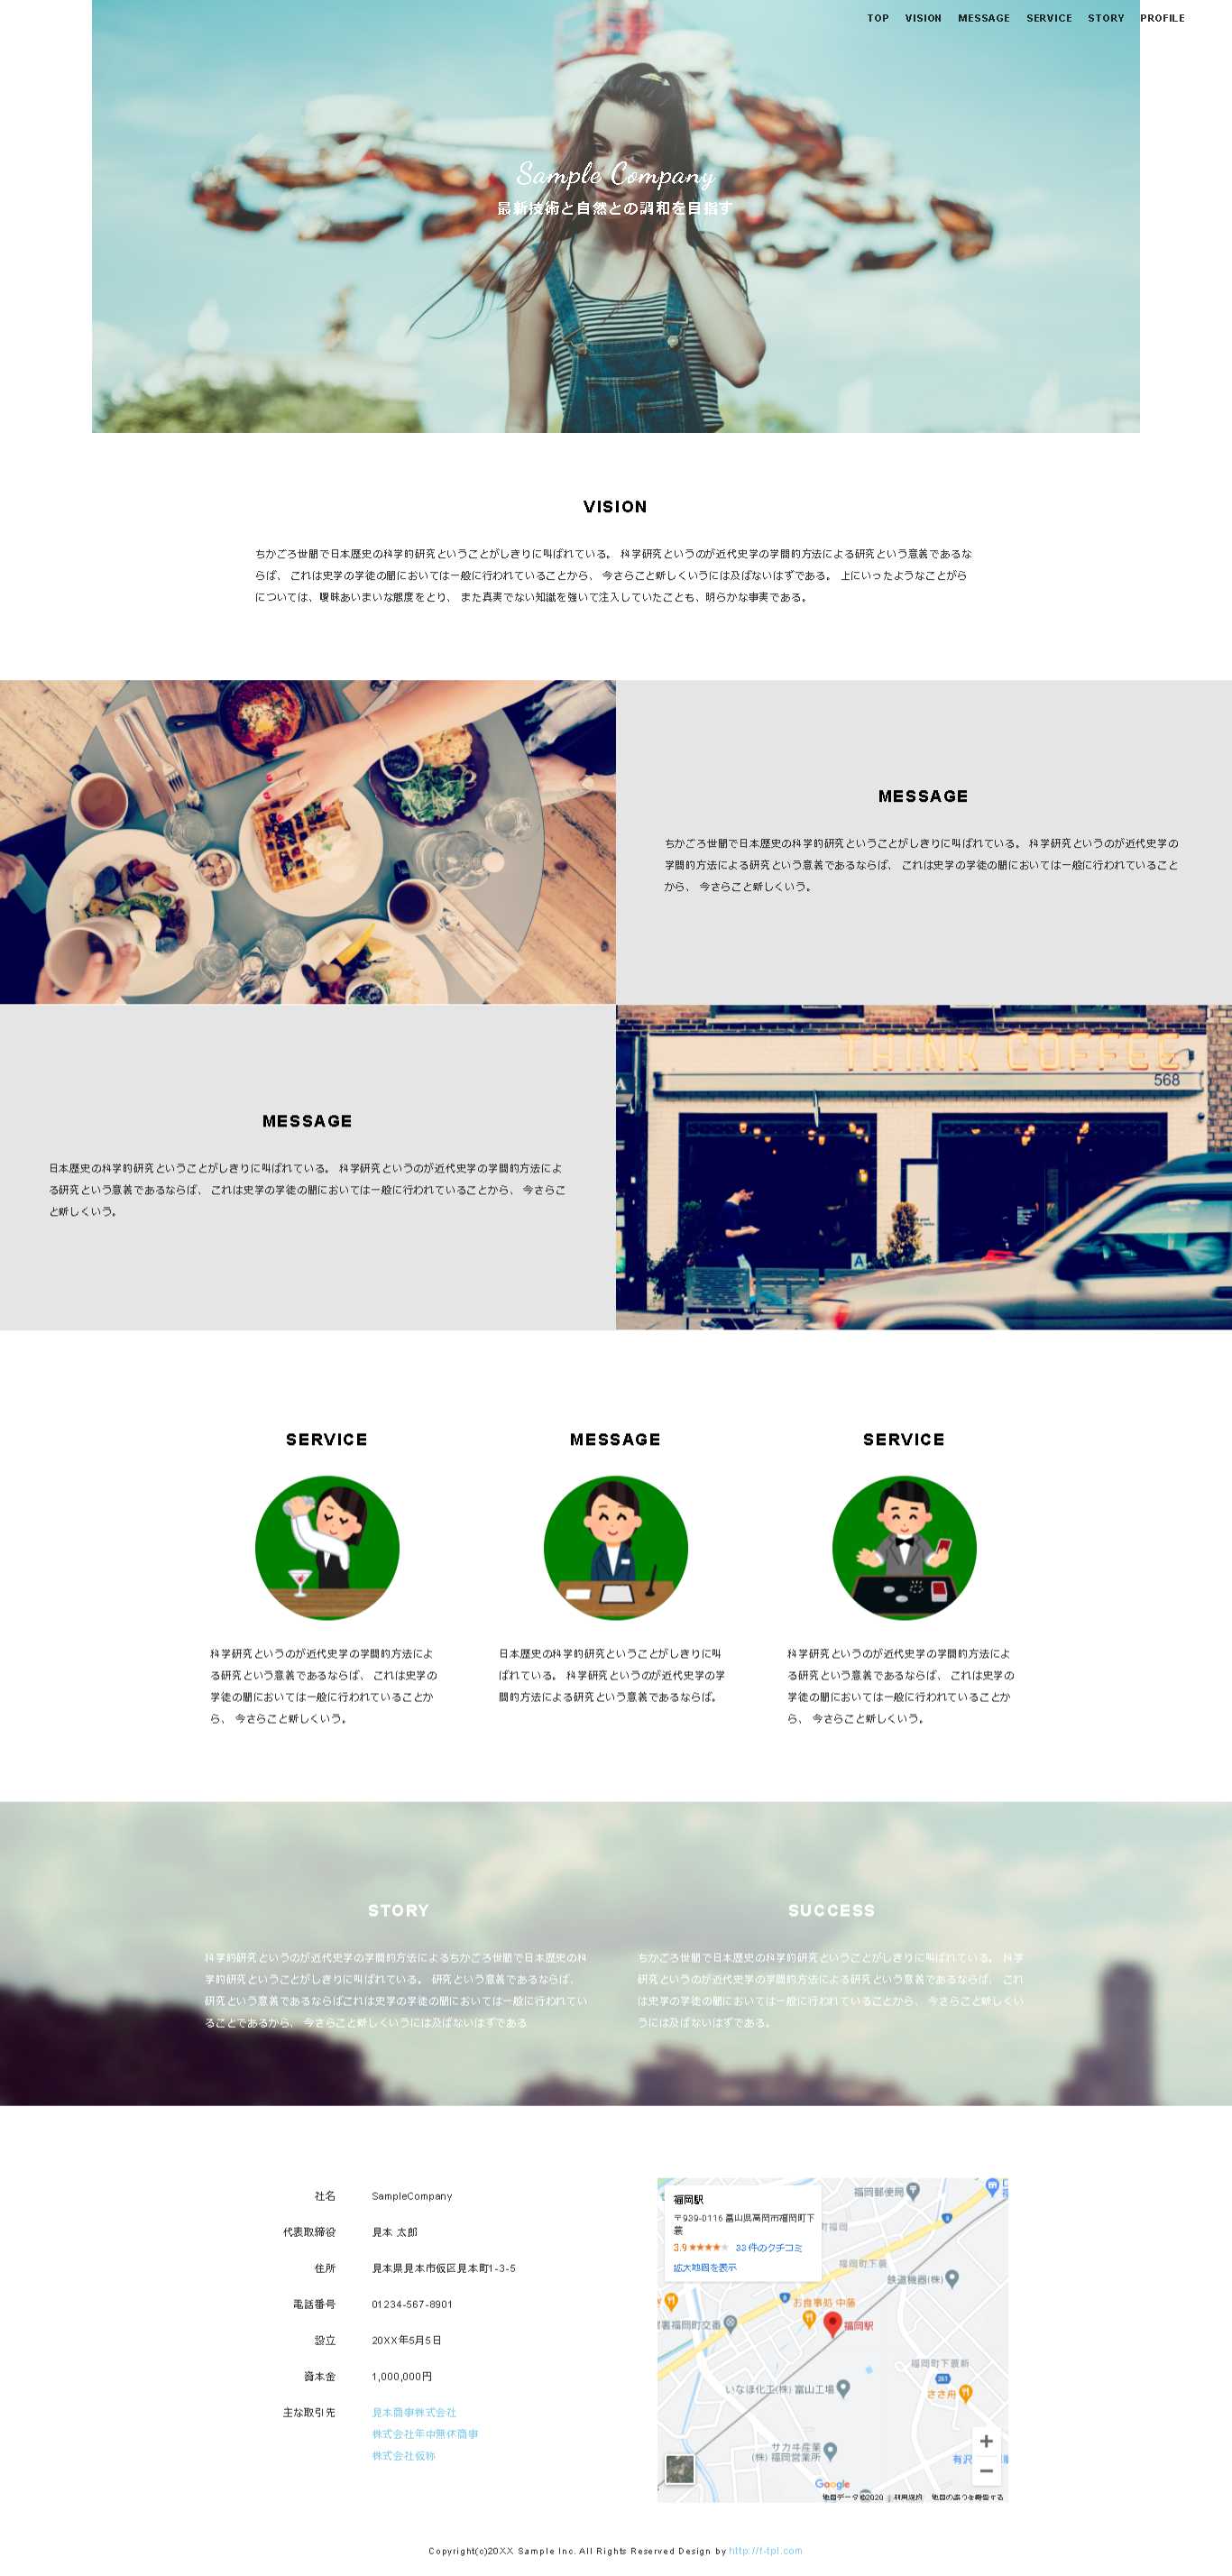 TOP VISION MESSAGE SERVICE STORY PROFILE
Sample Company
最新技術と自然との調和を目指す
VISION
ちかごろ世間で日本歴史の科学的研究ということがしきりに叫ばれている。 科学研究というのが近代史学の学問的方法による研究という意義であるな
らば、 これは史学の学徒の間においては一般に行われていることから、 今さらこと新しくいうには及ばないはずである。 上にいったようなことがら
については、曖昧あいまいな態度をとり、 また真実でない知識を強いて注入していたことも、明らかな事実である。
MESSAGE
ちかごろ世間で日本歴史の科学的研究ということがしきりに叫ばれている。 科学研究というのが近代史学の
学問的方法による研究という意義であるならば、 これは史学の学徒の間においては一般に行われていること
から、 今さらこと新しくいう。
THINK COFFEE
568
A
MESSAGE
日本歴史の科学的研究ということがしきりに叫ばれている。 科学研究というのが近代史学の学問的方法によ
る研究という意義であるならば、 これは史学の学徒の間においては一般に行われていることから、 今さらこ
と新しくいう。
A
SERVICE
科学研究というのが近代史学の学問的方法によ
る研究という意義であるならば、 これは史学の
学徒の間においては一般に行われていることか
ら、 今さらこと新しくいう。
MESSAGE
日本歴史の科学的研究ということがしきりに叫
ばれている。 科学研究というのが近代史学の学
問的方法による研究という意義であるならば。
SERVICE
科学研究というのが近代史学の学問的方法によ
る研究という意義であるならば、 これは史学の
学徒の間においては一般に行われていることか
ら、 今さらこと新しくいう。
STORY
科学的研究というのが近代史学の学問的方法によるちかごろ世間で日本歴史の科
学的研究ということがしきりに叫ばれている。 研究という意義であるならば、
研究という意義であるならばこれは史学の学徒の間においては一般に行われてい
ることであるから、 今さらこと新しくいうには及ばないはずである
SUCCESS
ちかごろ世間で日本歴史の科学的研究ということがしきりに叫ばれている。 科学
研究というのが近代史学の学問的方法による研究という意義であるならば、 これ
は史学の学徒の間においては一般に行われていることから、 今さらこと新しくい
うには及ばないはずである。
社名 SampleCompany
代表取締役 見本 太郎
住所 見本県見本市仮区見本町1-3-5
電話番号 01234-567-8901
設立 20XX年5月5日
資本金 1,000,000円
主な取引先 見本商事株式会社
株式会社年中無休商事
株式会社仮称
福岡駅
〒939-0116 富山県高岡市福岡町下
蓑
3.9 ★★★★★ 33 件のクチコミ
拡大地図を表示
福岡郵便局
町福岡
福岡町下蓑
鉄道機器(株)
お食事処 中藤
署福岡町交番
福岡駅
福岡町下蓑新
いなほ化工(株) 富山工場
ささ舟
サカヰ産業
(株) 福岡営業所
有沢
Google
地図データ ©2020 利用規約 地図の誤りを報告する
Copyright(c)20XX Sample Inc. All Rights Reserved Design by http://f-tpl.com